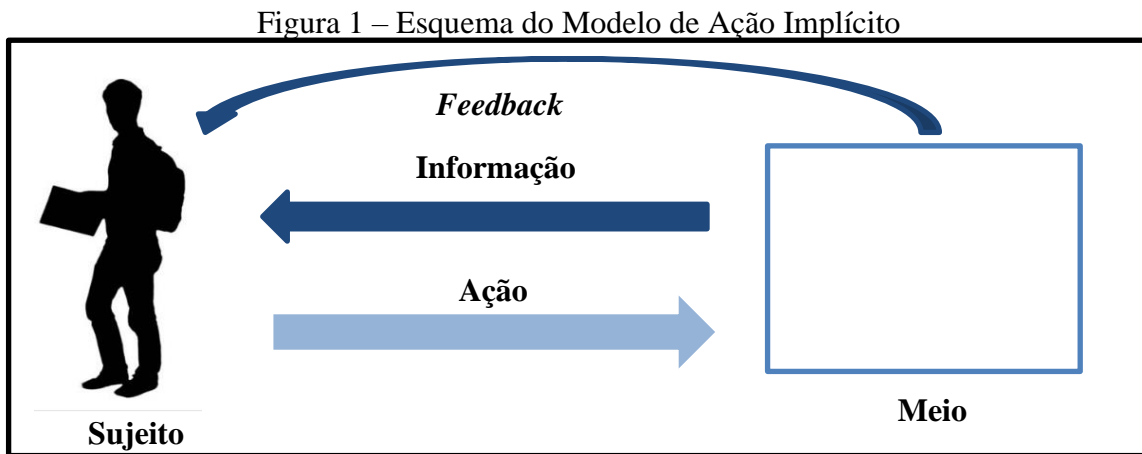 Figura 1 – Esquema do Modelo de Ação Implícito
Feedback
Informação
Ação
Meio
Sujeito